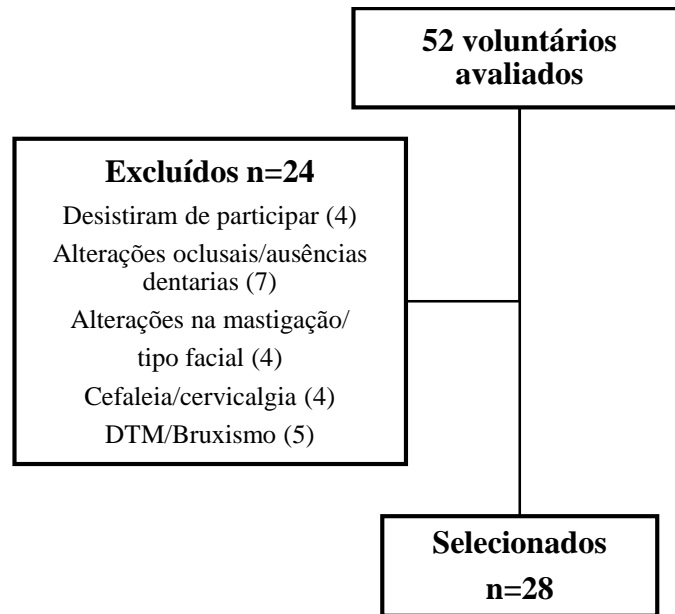 52 voluntários
avaliados
Excluídos n=24
Desistiram de participar (4)
Alterações oclusais/ausências
dentarias (7)
Alterações na mastigação/
tipo facial (4)
Cefaleia/cervicalgia (4)
DTM/Bruxismo (5)
Selecionados
n=28